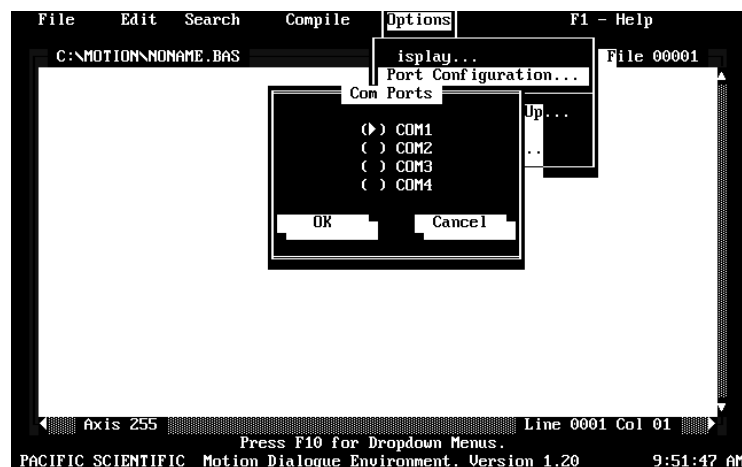 File Edit Search Compile Options F1 - Help
C:\MOTION\NONAME.BAS File 00001
isplay...
Port Configuration...
Up...
..
Com Ports
(►) COM1
( ) COM2
( ) COM3
( ) COM4
OK Cancel
Axis 255 Line 0001 Col 01
Press F10 for Dropdown Menus.
PACIFIC SCIENTIFIC Motion Dialogue Environment. Version 1.20 9:51:47 AM